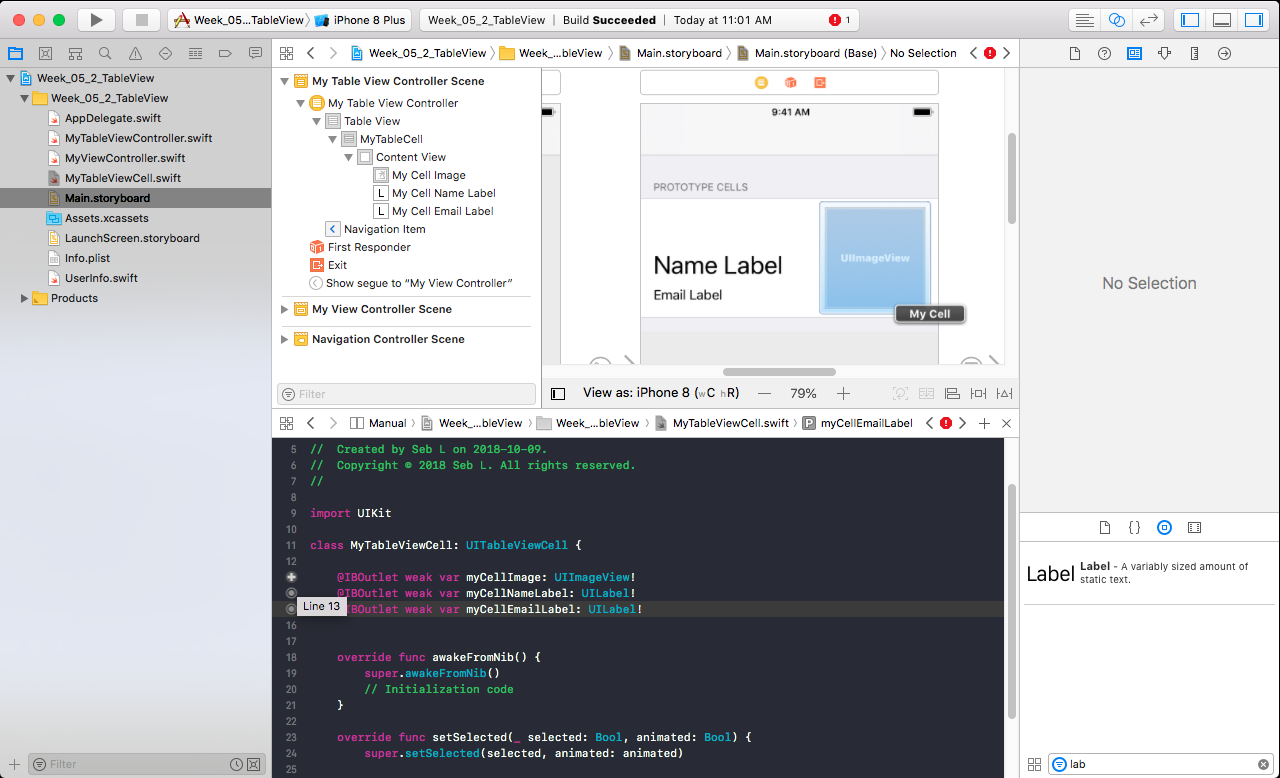 Week_05...TableView
iPhone 8 Plus
Week_05_2_TableView
Build Succeeded
Today at 11:01 AM
1
Week_05_2_TableView
Week_05_2_TableView
AppDelegate.swift
MyTableViewController.swift
MyViewController.swift
MyTableViewCell.swift
Main.storyboard
Assets.xcassets
LaunchScreen.storyboard
Info.plist
UserInfo.swift
Products
Filter
Week_05_2_TableView
Week_...bleView
Main.storyboard
Main.storyboard (Base)
No Selection
My Table View Controller Scene
My Table View Controller
Table View
MyTableCell
Content View
My Cell Image
L My Cell Name Label
L My Cell Email Label
Navigation Item
First Responder
Exit
Show segue to “My View Controller”
My View Controller Scene
Navigation Controller Scene
Filter
9:41 AM
PROTOTYPE CELLS
UIImageView
Name Label
Email Label
My Cell
View as: iPhone 8 (wC hR)
79%
Manual
Week_...bleView
Week_...bleView
MyTableViewCell.swift
P myCellEmailLabel
5 //  Created by Seb L on 2018-10-09.
6 //  Copyright © 2018 Seb L. All rights reserved.
7 //
8
9 import UIKit
10
11 class MyTableViewCell: UITableViewCell {
12
@IBOutlet weak var myCellImage: UIImageView!
@IBOutlet weak var myCellNameLabel: UILabel!
IBOutlet weak var myCellEmailLabel: UILabel!
Line 13
16
17
18 override func awakeFromNib() {
19 super.awakeFromNib()
20 // Initialization code
21 }
22
23 override func setSelected(_ selected: Bool, animated: Bool) {
24 super.setSelected(selected, animated: animated)
25
No Selection
Label
Label - A variably sized amount of
static text.
lab